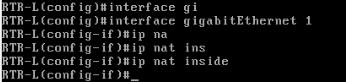 RTR-L(config)#interface gi
RTR-L(config)#interface gigabitEthernet 1
RTR-L(config-if)#ip na
RTR-L(config-if)#ip nat ins
RTR-L(config-if)#ip nat inside
RTR-L(config-if)#_